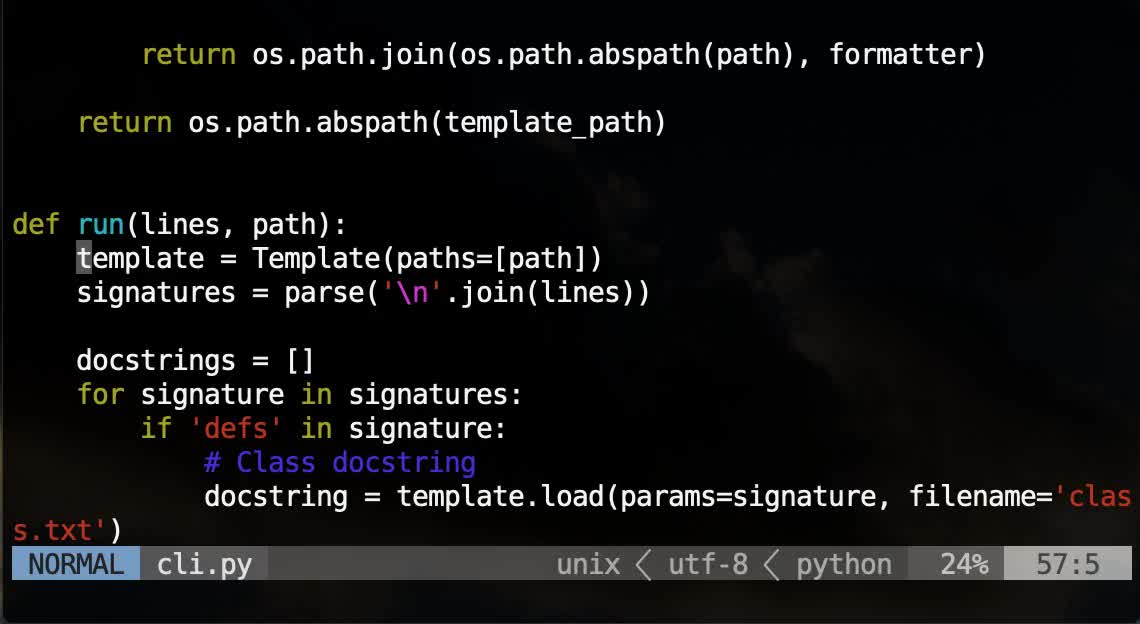 return os.path.join(os.path.abspath(path), formatter)

    return os.path.abspath(template_path)


def run(lines, path):
    template = Template(paths=[path])
    signatures = parse('\n'.join(lines))

    docstrings = []
    for signature in signatures:
        if 'defs' in signature:
            # Class docstring
            docstring = template.load(params=signature, filename='clas
s.txt')
NORMAL cli.py unix < utf-8 < python 24% 57:5